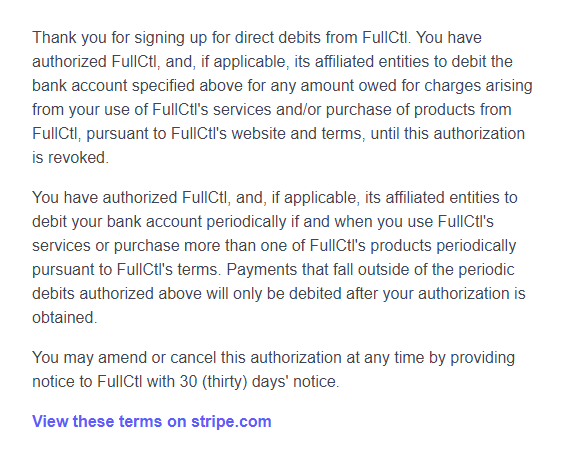 Thank you for signing up for direct debits from FullCtl. You have
authorized FullCtl, and, if applicable, its affiliated entities to debit the
bank account specified above for any amount owed for charges arising
from your use of FullCtl's services and/or purchase of products from
FullCtl, pursuant to FullCtl's website and terms, until this authorization
is revoked.
You have authorized FullCtl, and, if applicable, its affiliated entities to
debit your bank account periodically if and when you use FullCtl's
services or purchase more than one of FullCtl's products periodically
pursuant to FullCtl's terms. Payments that fall outside of the periodic
debits authorized above will only be debited after your authorization is
obtained.
You may amend or cancel this authorization at any time by providing
notice to FullCtl with 30 (thirty) days' notice.
View these terms on stripe.com